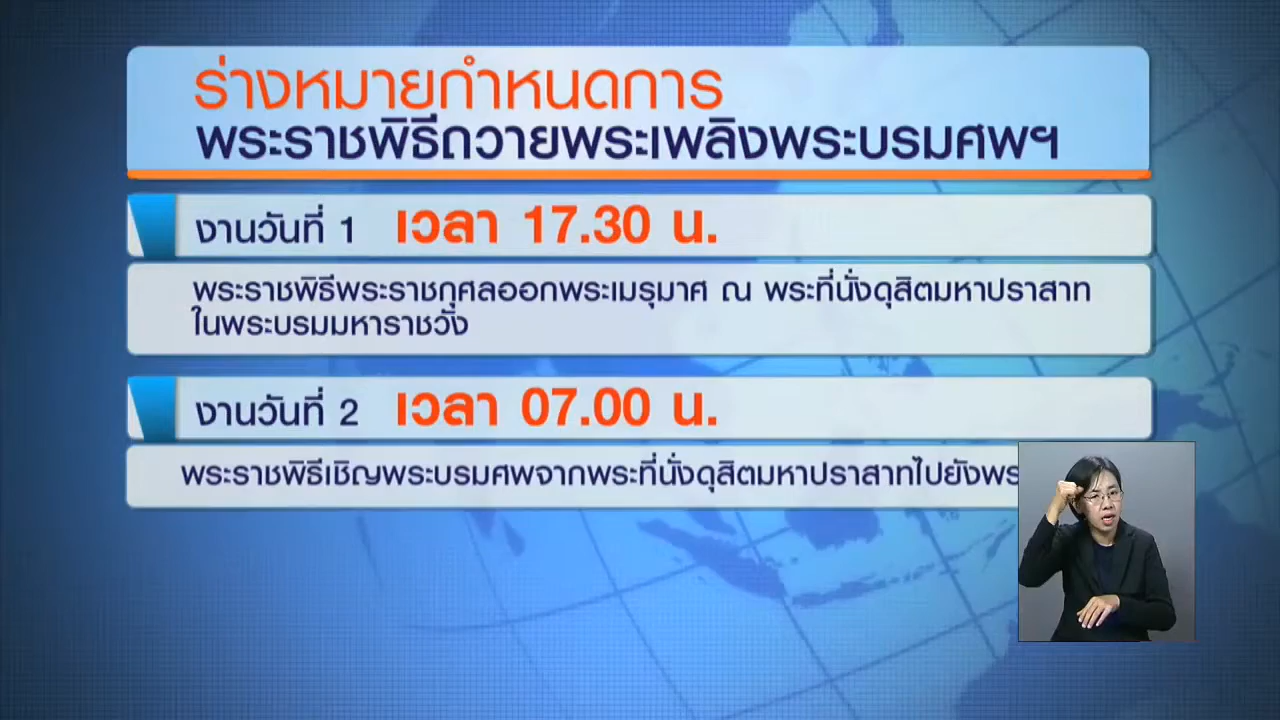 ร่างหมายกำหนดการ
พระราชพิธีถวายพระเพลิงพระบรมศพฯ
งานวันที่ 1 เวลา 17.30 น.
พระราชพิธีพระราชกุศลออกพระเมรุมาศ ณ พระที่นั่งดุสิตมหาปราสาท
ในพระบรมมหาราชวัง
งานวันที่ 2 เวลา 07.00 น.
พระราชพิธีเชิญพระบรมศพจากพระที่นั่งดุสิตมหาปราสาทไปยังพร